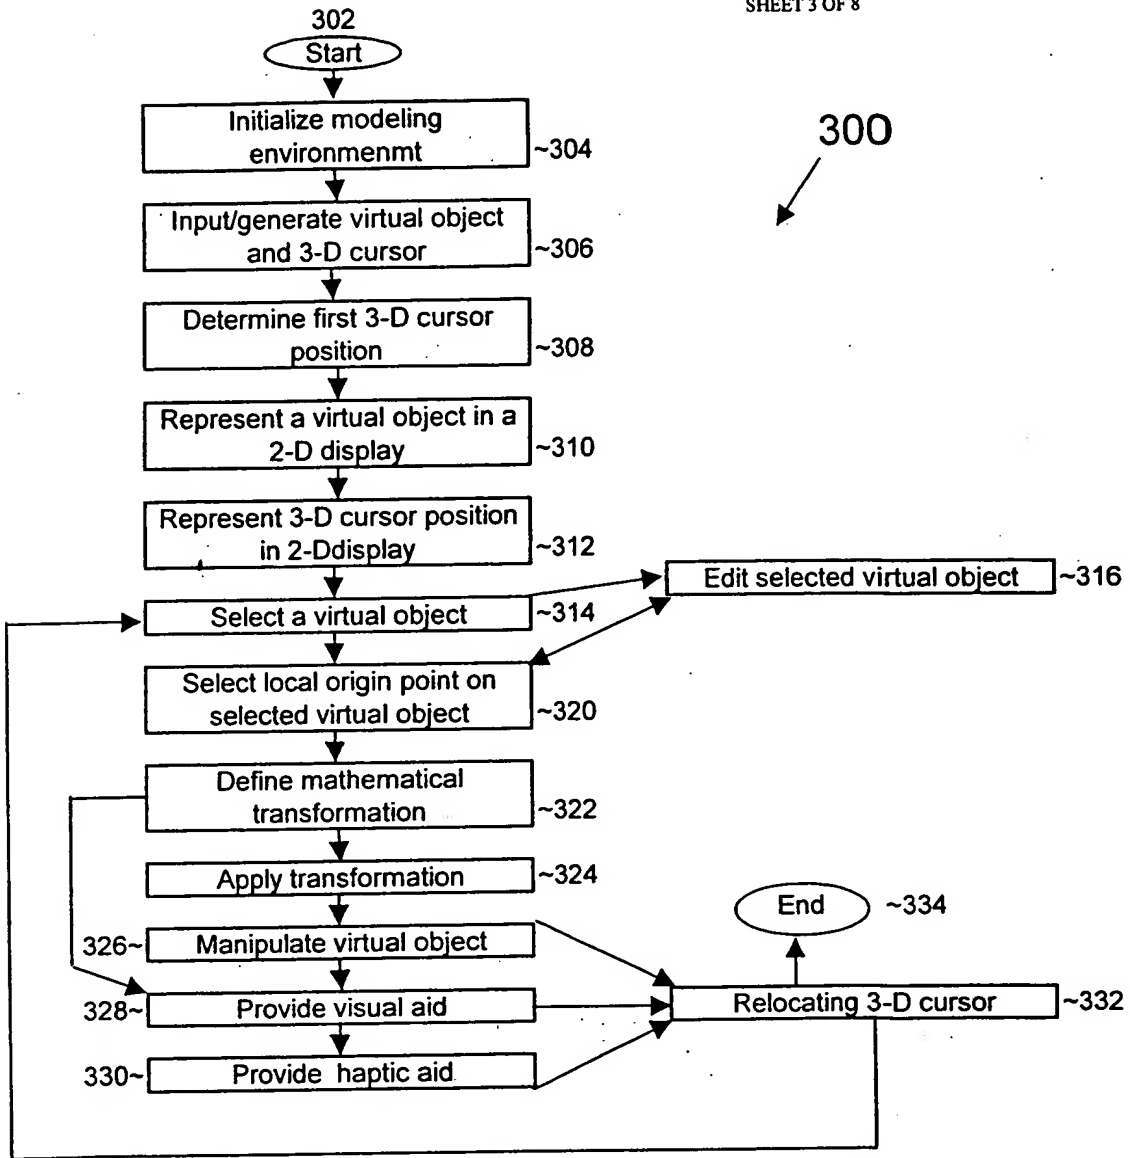 SHEET 3 OF 8
302
Start
300
Initialize modeling
environmenmt
~304
Input/generate virtual object
and 3-D cursor
~306
Determine first 3-D cursor
position
~308
Represent a virtual object in a
2-D display
~310
Represent 3-D cursor position
in 2-Ddisplay
~312
Select a virtual object
~314
Edit selected virtual object
~316
Select local origin point on
selected virtual object
~320
Define mathematical
transformation
~322
Apply transformation
~324
End
~334
326~
Manipulate virtual object
328~
Provide visual aid
Relocating 3-D cursor
~332
330~
Provide haptic aid